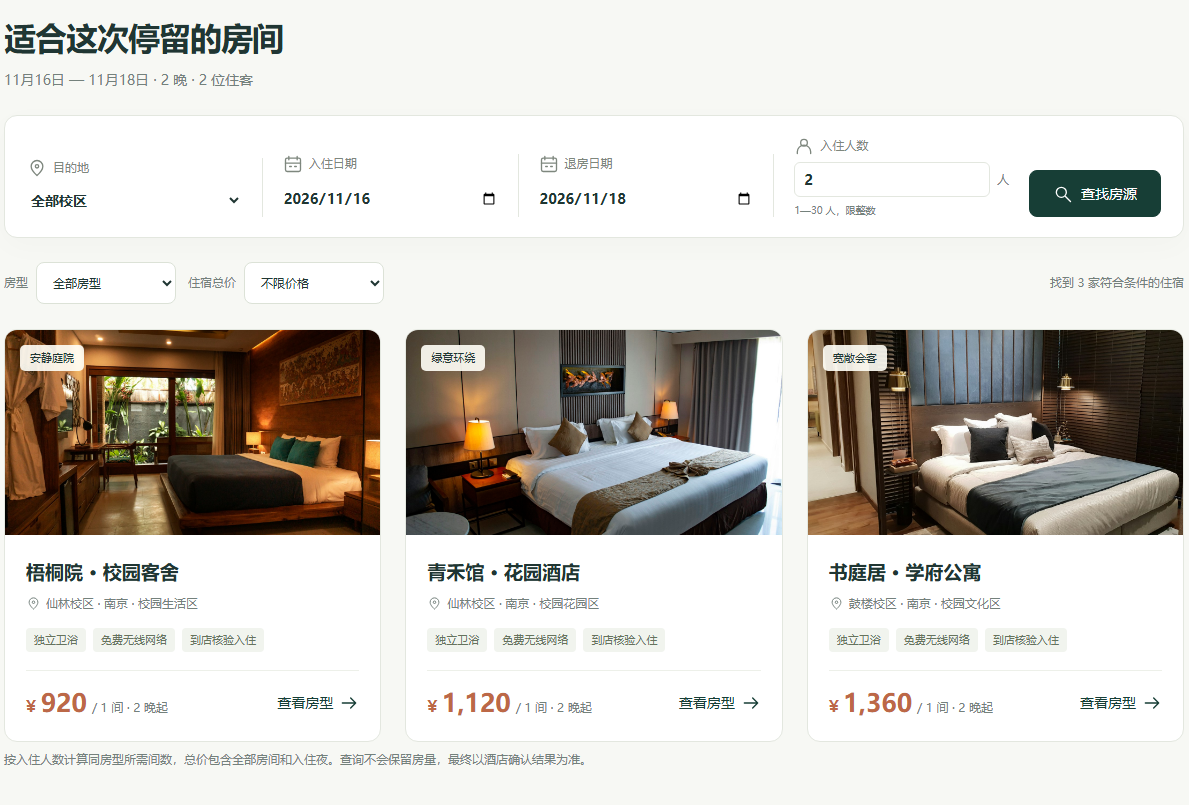 适合这次停留的房间
11月16日 — 11月18日 · 2 晚 · 2 位住客
目的地
全部校区
入住日期
2026/11/16
退房日期
2026/11/18
入住人数
2 人
1—30 人，限整数
查找房源
房型 全部房型 住宿总价 不限价格 找到 3 家符合条件的住宿
安静庭院
梧桐院・校园客舍
仙林校区 · 南京 · 校园生活区
独立卫浴 免费无线网络 到店核验入住
¥ 920 / 1 间 · 2 晚起 查看房型 →
绿意环绕
青禾馆・花园酒店
仙林校区 · 南京 · 校园花园区
独立卫浴 免费无线网络 到店核验入住
¥ 1,120 / 1 间 · 2 晚起 查看房型 →
宽敞会客
书庭居・学府公寓
鼓楼校区 · 南京 · 校园文化区
独立卫浴 免费无线网络 到店核验入住
¥ 1,360 / 1 间 · 2 晚起 查看房型 →
按入住人数计算同房型所需间数，总价包含全部房间和入住夜。查询不会保留房量，最终以酒店确认结果为准。